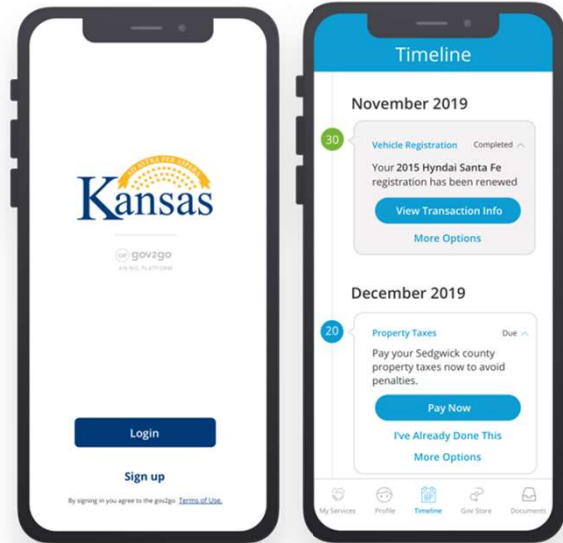 AD ASTRA PER ASPERA
Kansas
gov2go
AN NIC PLATFORM
Login
Sign up
By signing in you agree to the gov2go Terms of Use.
Timeline
November 2019
30
Vehicle Registration Completed
Your 2015 Hyndai Santa Fe
registration has been renewed
View Transaction Info
More Options
December 2019
20
Property Taxes Due
Pay your Sedgwick county
property taxes now to avoid
penalties.
Pay Now
I've Already Done This
More Options
My Services Profile Timeline Gov Store Documents